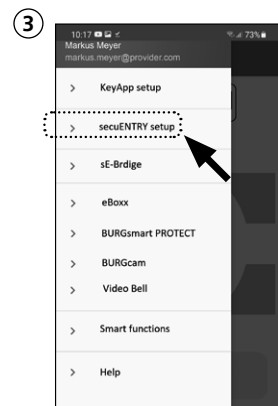 3
10:17
73%
Markus Meyer
markus.meyer@provider.com
> KeyApp setup
> secuENTRY setup
> sE-Brdige
> eBoxx
> BURGsmart PROTECT
> BURGcam
> Video Bell
> Smart functions
> Help